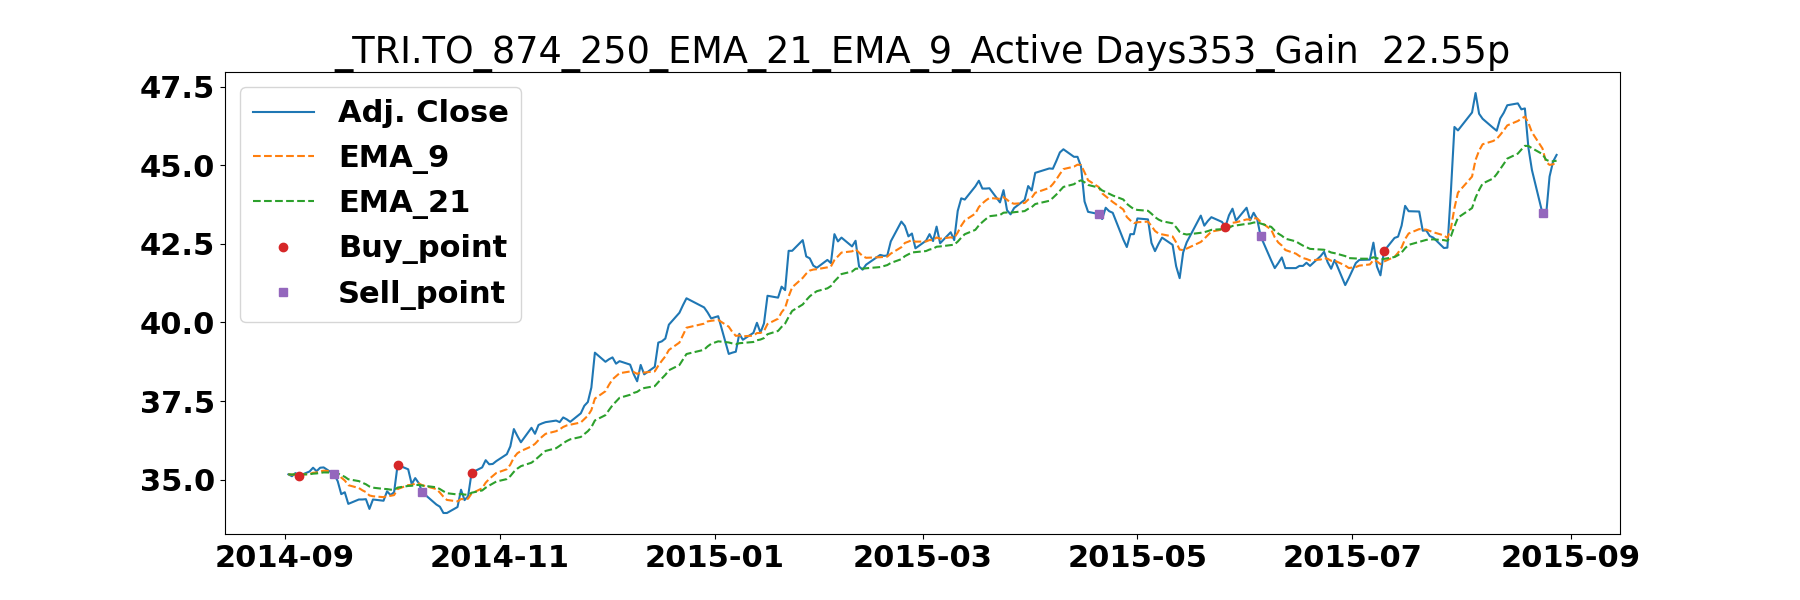 _TRI.TO_874_250_EMA_21_EMA_9_Active Days353_Gain  22.55p
47.5
45.0
42.5
40.0
37.5
35.0
Adj. Close
EMA_9
EMA_21
Buy_point
Sell_point
2014-09 2014-11 2015-01 2015-03 2015-05 2015-07 2015-09